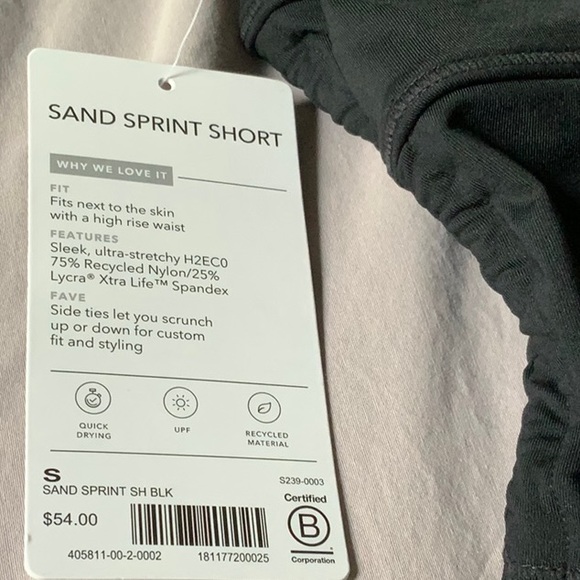 SAND SPRINT SHORT
WHY WE LOVE IT
FIT
Fits next to the skin
with a high rise waist
FEATURES
Sleek, ultra-stretchy H2EC0
75% Recycled Nylon/25%
Lycra® Xtra Life™ Spandex
FAVE
Side ties let you scrunch
up or down for custom
fit and styling
QUICK
DRYING
UPF
RECYCLED
MATERIAL
S
S239-0003
SAND SPRINT SH BLK
$54.00
405811-00-2-0002
181177200025
Certified
B
Corporation